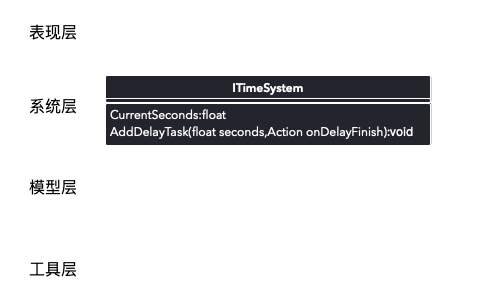 表现层
系统层
ITimeSystem
CurrentSeconds:float
AddDelayTask(float seconds,Action onDelayFinish):void
模型层
工具层